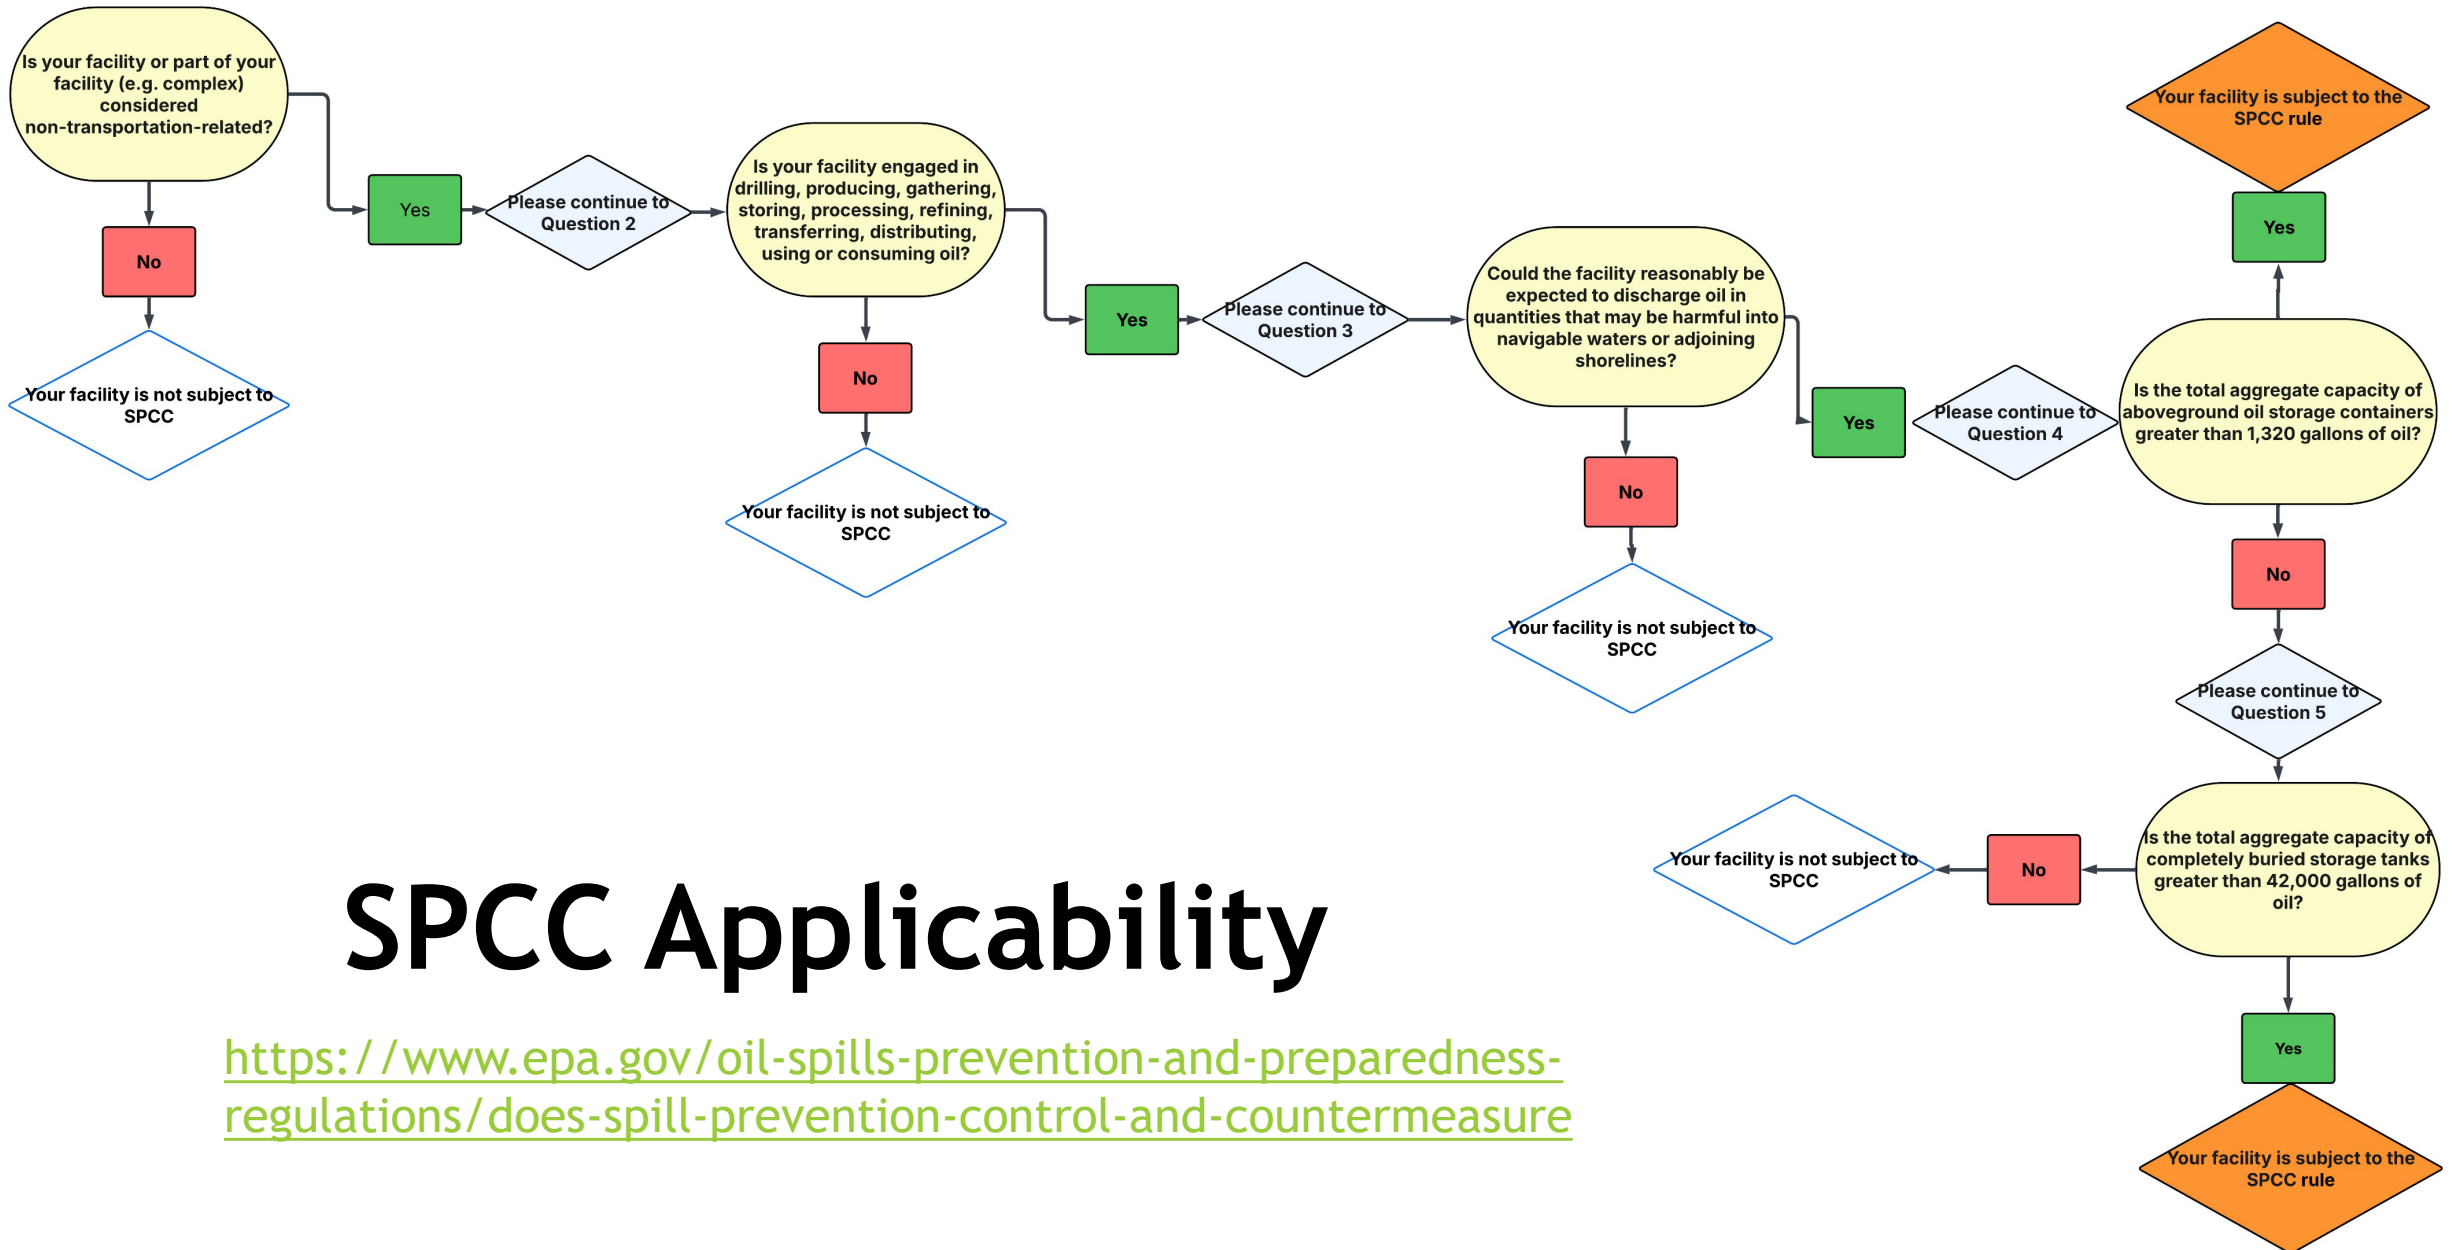 Is your facility or part of your
facility (e.g. complex)
considered
non-transportation-related?
No
Your facility is not subject to
SPCC
Yes
Please continue to
Question 2
Is your facility engaged in
drilling, producing, gathering,
storing, processing, refining,
transferring, distributing,
using or consuming oil?
No
Your facility is not subject to
SPCC
Yes
Please continue to
Question 3
Could the facility reasonably be
expected to discharge oil in
quantities that may be harmful into
navigable waters or adjoining
shorelines?
No
Your facility is not subject to
SPCC
Yes
Please continue to
Question 4
Is the total aggregate capacity of
aboveground oil storage containers
greater than 1,320 gallons of oil?
Yes
Your facility is subject to the
SPCC rule
No
Please continue to
Question 5
Is the total aggregate capacity of
completely buried storage tanks
greater than 42,000 gallons of
oil?
No
Your facility is not subject to
SPCC
Yes
Your facility is subject to the
SPCC rule
SPCC Applicability
https://www.epa.gov/oil-spills-prevention-and-preparedness-
regulations/does-spill-prevention-control-and-countermeasure